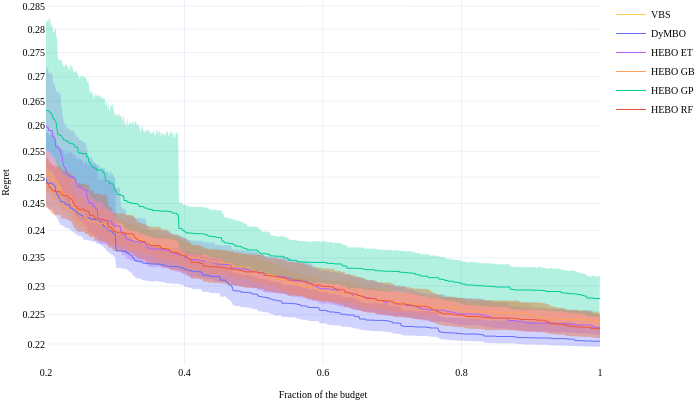 0.285
0.28
0.275
0.27
0.265
0.26
0.255
0.25
0.245
0.24
0.235
0.23
0.225
0.22
Regret
0.2
0.4
0.6
0.8
1
Fraction of the budget
VBS
DyMBO
HEBO ET
HEBO GB
HEBO GP
HEBO RF